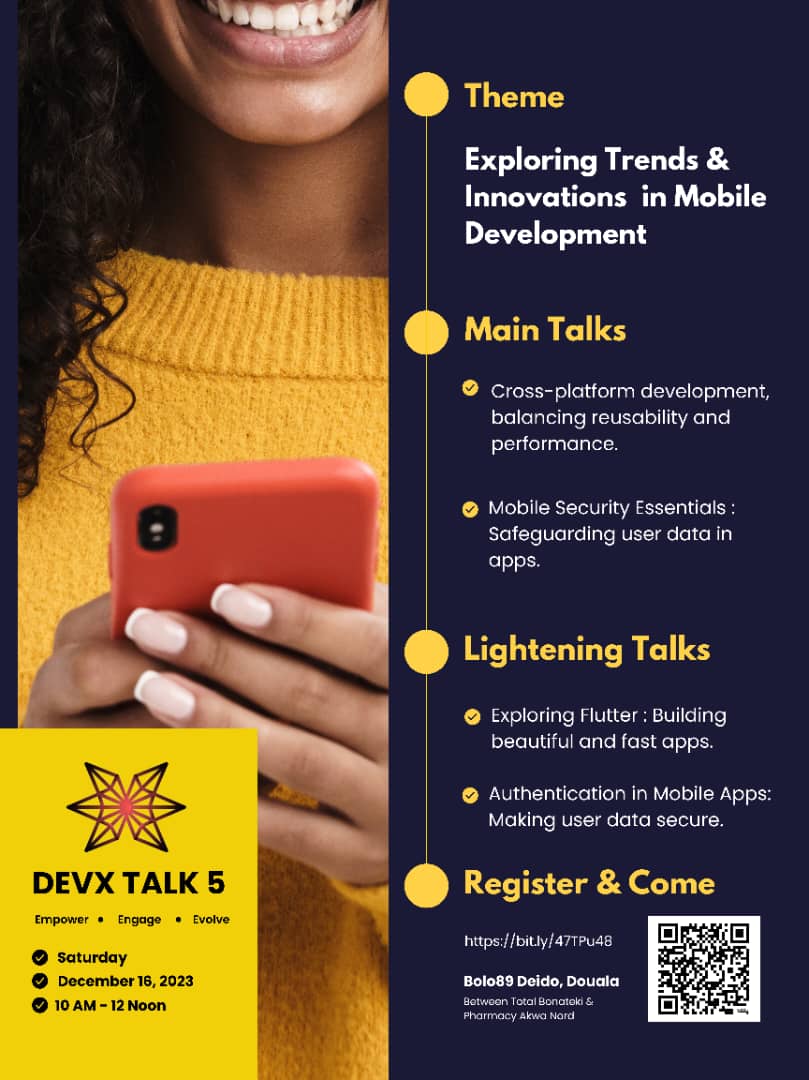 Theme
Exploring Trends &
Innovations in Mobile
Development
Main Talks
Cross-platform development,
balancing reusability and
performance.
Mobile Security Essentials :
Safeguarding user data in
apps.
Lightening Talks
Exploring Flutter : Building
beautiful and fast apps.
Authentication in Mobile Apps:
Making user data secure.
Register & Come
https://bit.ly/47TPu48
Bolo89 Deido, Douala
Between Total Bonateki &
Pharmacy Akwa Nord
DEVX TALK 5
Empower • Engage • Evolve
Saturday
December 16, 2023
10 AM - 12 Noon